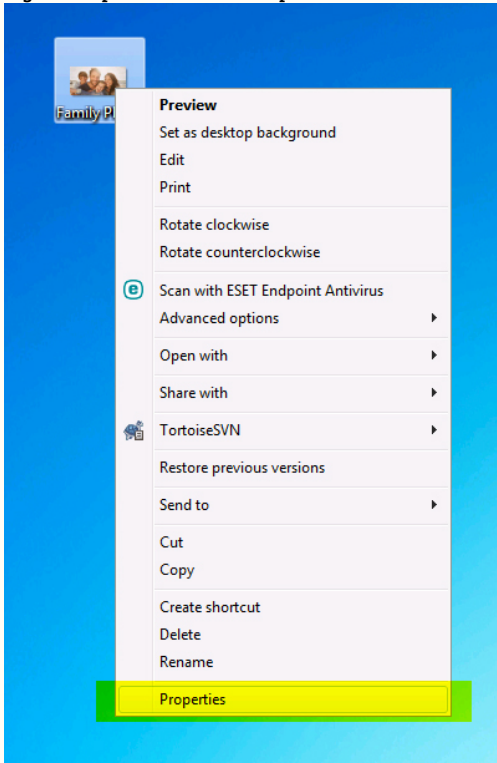 Family P
Preview
Set as desktop background
Edit
Print
Rotate clockwise
Rotate counterclockwise
Scan with ESET Endpoint Antivirus
Advanced options
Open with
Share with
TortoiseSVN
Restore previous versions
Send to
Cut
Copy
Create shortcut
Delete
Rename
Properties